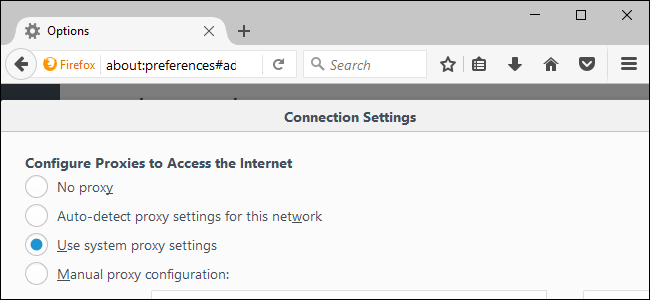 Options
Firefox about:preferences#ad Search
Connection Settings
Configure Proxies to Access the Internet
No proxy
Auto-detect proxy settings for this network
Use system proxy settings
Manual proxy configuration: